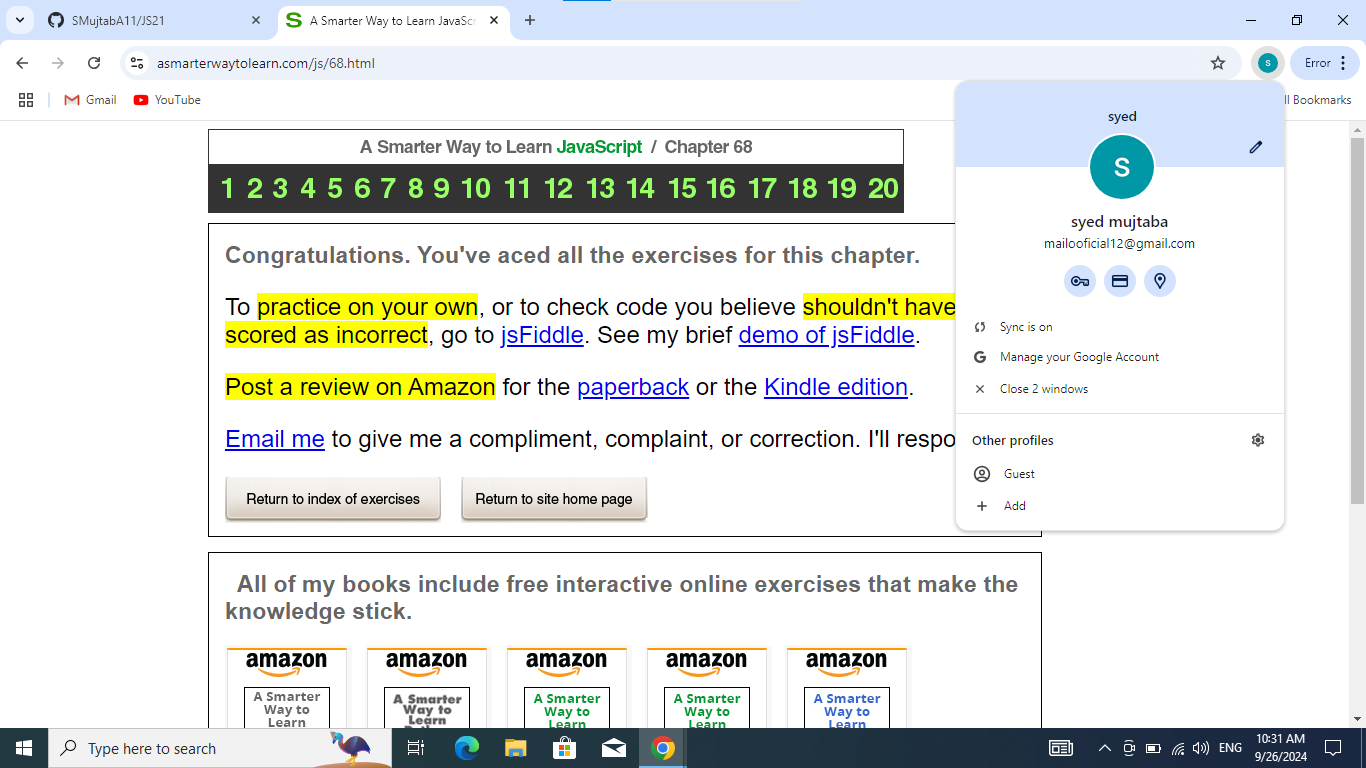 SMujtabA11/JS21
A Smarter Way to Learn JavaSc
asmarterwaytolearn.com/js/68.html
S
Error
Gmail
YouTube
ll Bookmarks
A Smarter Way to Learn JavaScript / Chapter 68
1 2 3 4 5 6 7 8 9 10 11 12 13 14 15 16 17 18 19 20
Congratulations. You've aced all the exercises for this chapter.
To practice on your own, or to check code you believe shouldn't have
scored as incorrect, go to jsFiddle. See my brief demo of jsFiddle.
Post a review on Amazon for the paperback or the Kindle edition.
Email me to give me a compliment, complaint, or correction. I'll respo
Return to index of exercises
Return to site home page
syed
S
syed mujtaba
mailooficial12@gmail.com
Sync is on
Manage your Google Account
Close 2 windows
Other profiles
Guest
Add
All of my books include free interactive online exercises that make the
knowledge stick.
amazon
A Smarter
Way to
Learn
amazon
A Smarter
Way to
Learn
amazon
A Smarter
Way to
Learn
amazon
A Smarter
Way to
Learn
amazon
A Smarter
Way to
Learn
Type here to search
ENG
10:31 AM
9/26/2024